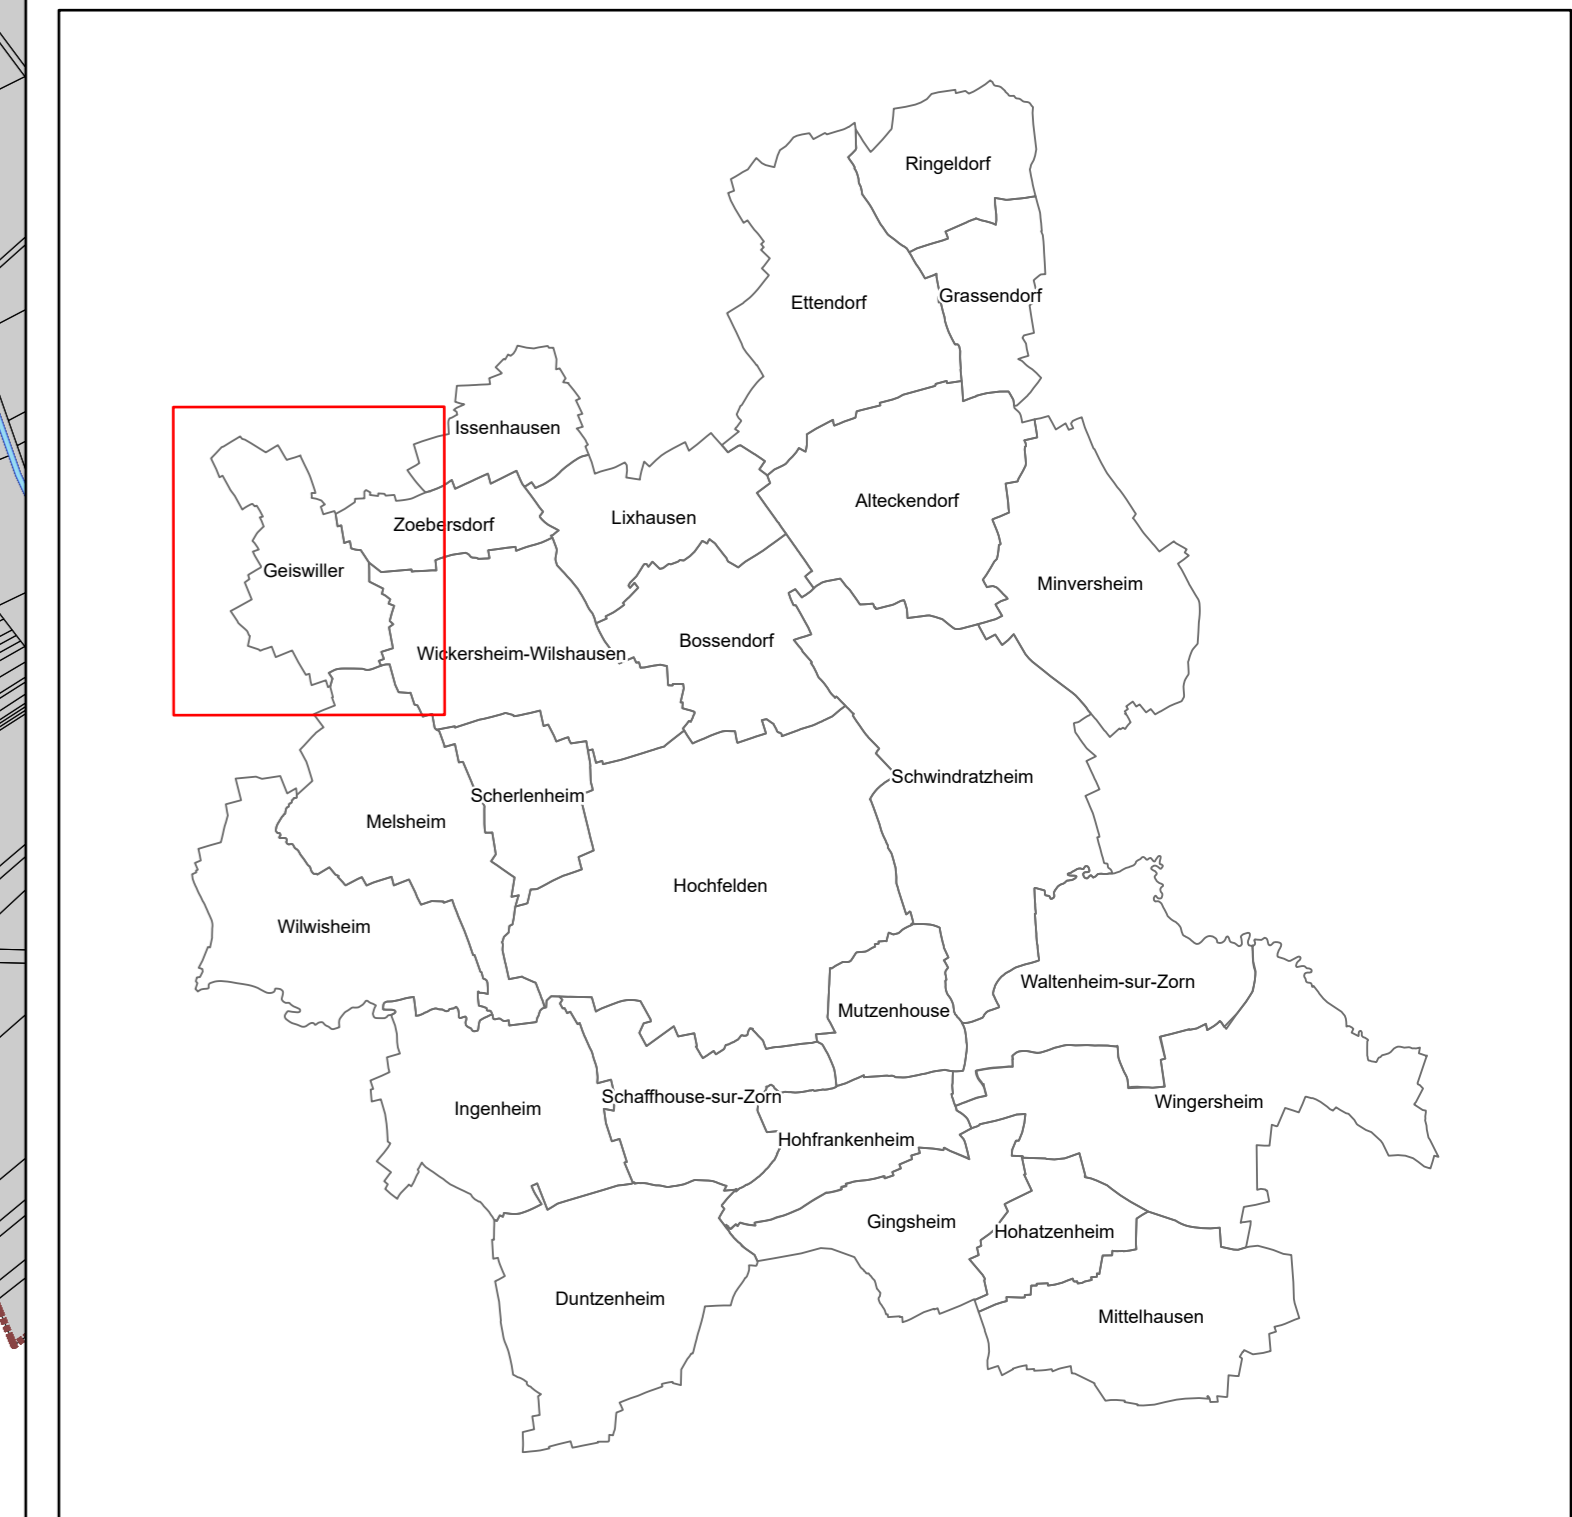 Ringeldorf
Grassendorf
Ettendorf
Issenhausen
Alteckendorf
Lixhausen
Zoebersdorf
Geiswiller
Minversheim
Bossendorf
Wickersheim-Wilshausen
Schwindratzheim
Scherlenheim
Melsheim
Hochfelden
Wilwisheim
Waltenheim-sur-Zorn
Mutzenhouse
Schaffhouse-sur-Zorn
Wingersheim
Ingenheim
Hohfrankenheim
Gingsheim
Hohatzenheim
Duntzenheim
Mittelhausen